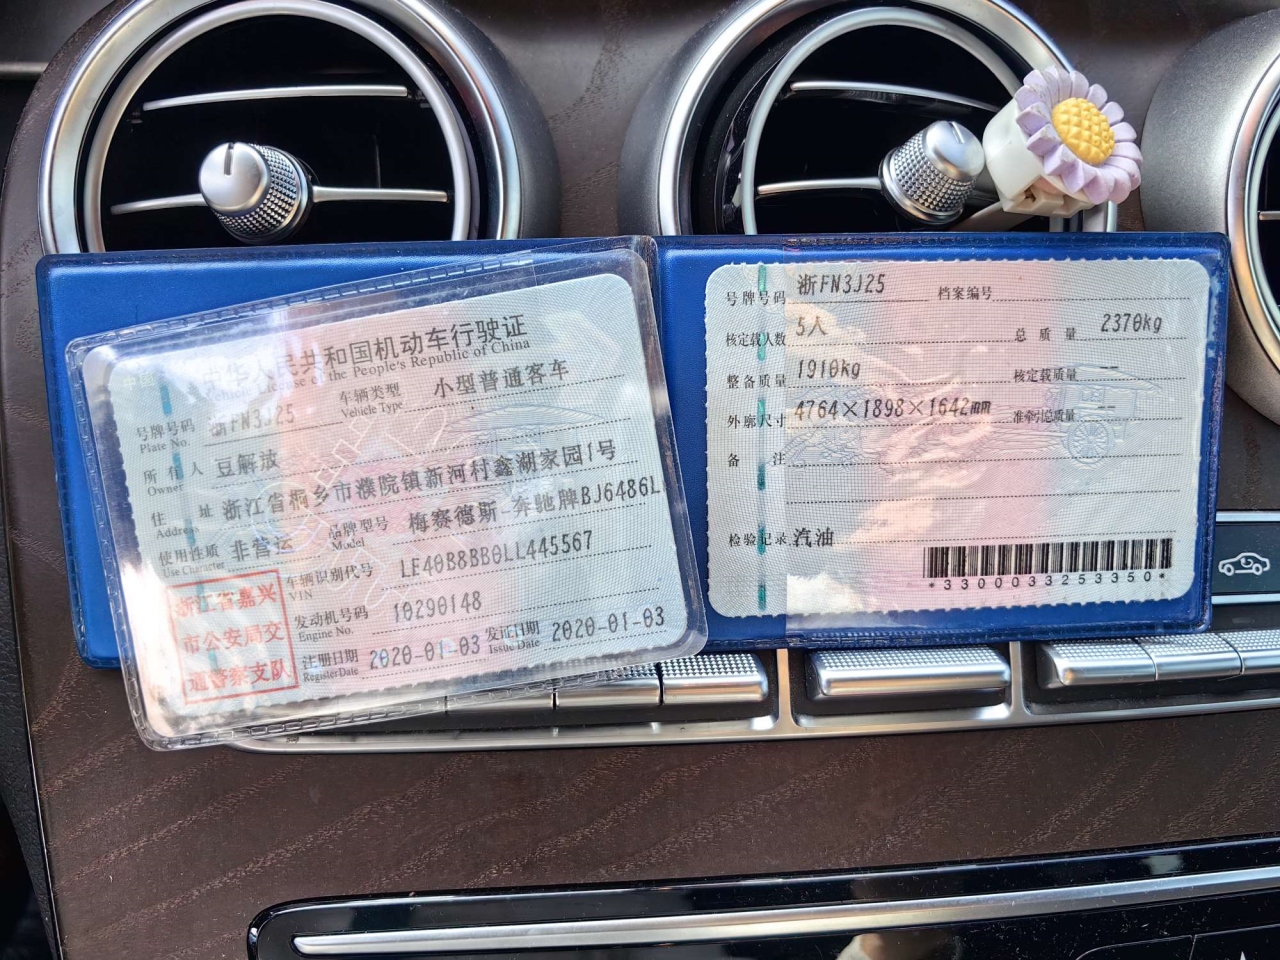 中华人民共和国机动车行驶证
Vehicle License of the People's Republic of China
号牌号码 浙FN3J25 车辆类型 小型普通客车
Plate No. Vehicle Type
所有人 豆解放
Owner
住址 浙江省桐乡市濮院镇新河村鑫湖家园1号
Address
使用性质 非营运 品牌型号 梅赛德斯-奔驰牌BJ6486L
Use Character Model
浙江省嘉兴
市公安局交
通警察支队
车辆识别代号 LE40B8BB0LL445567
VIN
发动机号码 10290148
Engine No.
注册日期 2020-01-03 发证日期 2020-01-03
Register Date Issue Date
号牌号码 浙FN3J25 档案编号
核定载人数 5人 总质量 2370kg
整备质量 1910kg 核定载质量 --
外廓尺寸 4764×1898×1642mm 准牵引总质量 --
备注
检验记录 汽油
*3300033253350*